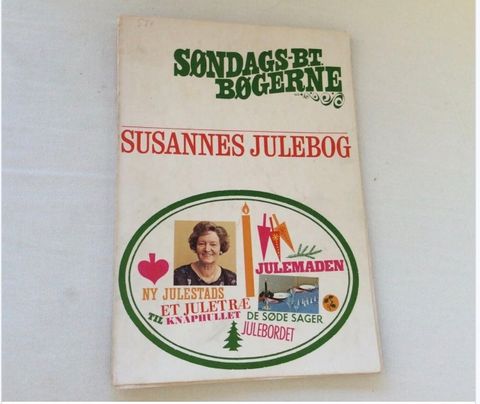 SØNDAGS-BT.
BØGERNE
SUSANNES JULEBOG
JULEMADEN
NY JULESTADS
ET JULETRÆ
TIL KNAPHULLET
DE SØDE SAGER
JULEBORDET